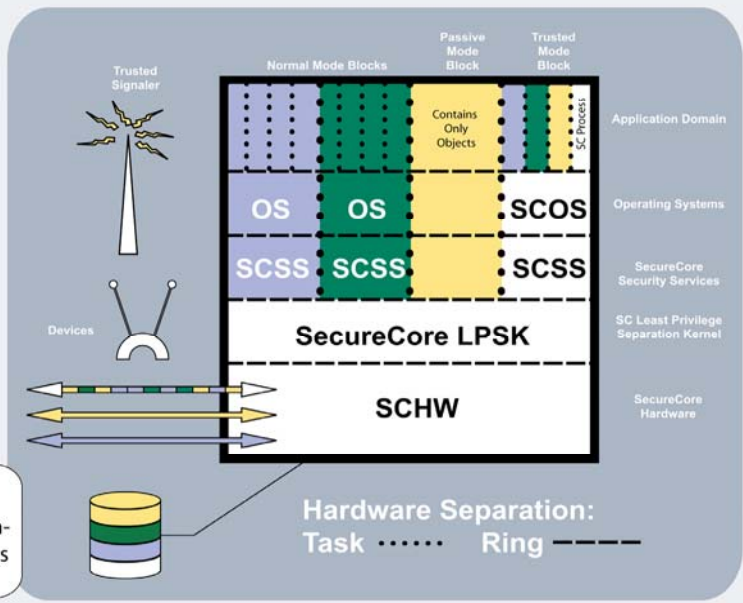 Normal Mode Blocks
Passive
Mode
Block
Trusted
Mode
Block
Trusted
Signaler
Contains
Only
Objects
SC Process
Application Domain
OS
OS
SCOS
Operating Systems
SCSS
SCSS
SCSS
SecureCore
Security Services
Devices
SecureCore LPSK
SC Least Privilege
Separation Kernel
SCHW
SecureCore
Hardware
Hardware Separation:
Task
Ring